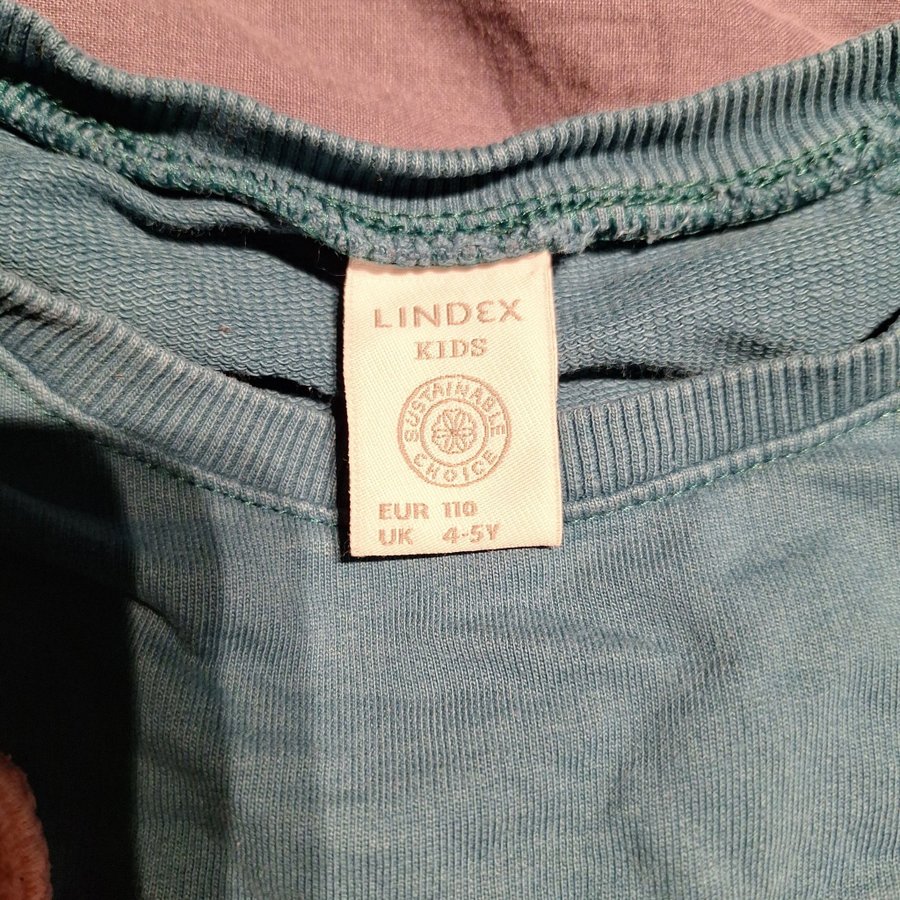 LINDEX
KIDS
SUSTAINABLE
CHOICE
EUR 110
UK 4-5Y